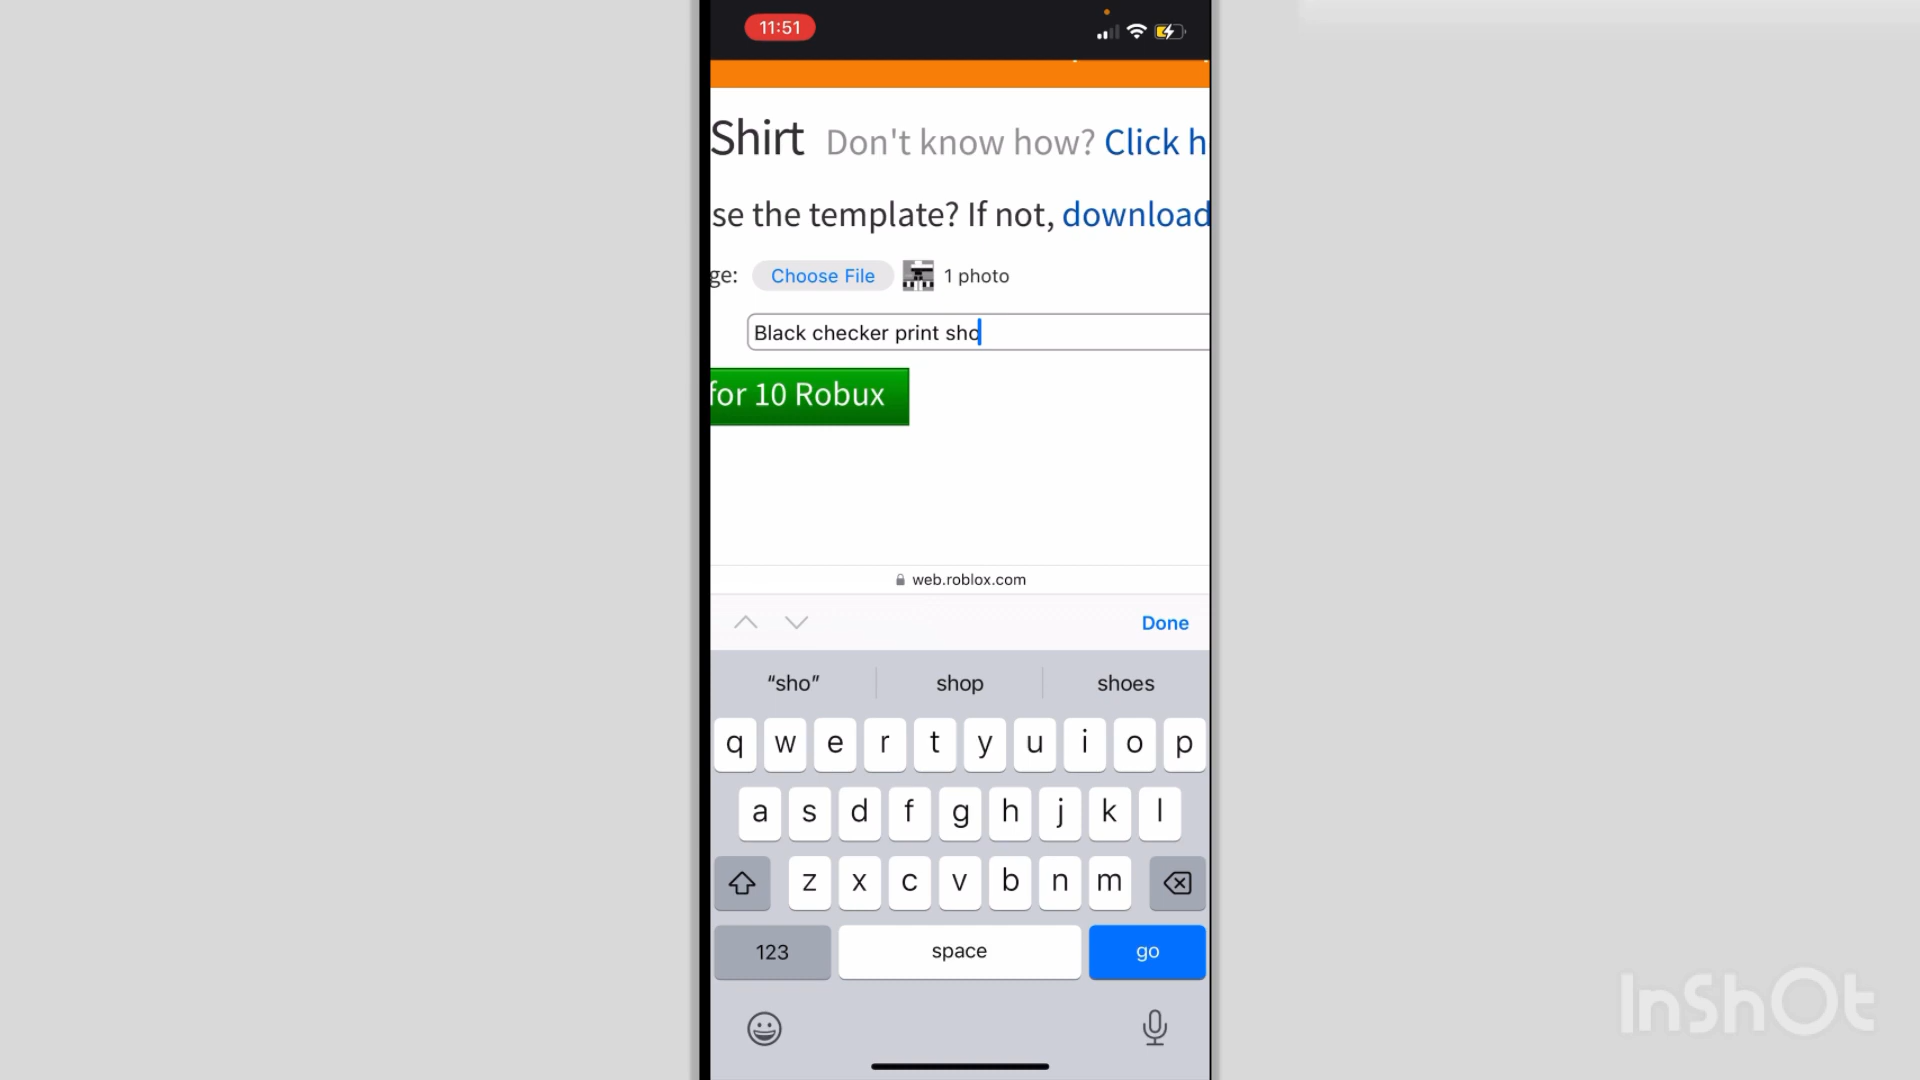 11:51
Shirt Don't know how? Click h
se the template? If not, download
ge: Choose File 1 photo
Black checker print sho
for 10 Robux
web.roblox.com
Done
“sho” shop shoes
q w e r t y u i o p
a s d f g h j k l
z x c v b n m
123 space go
InShOt